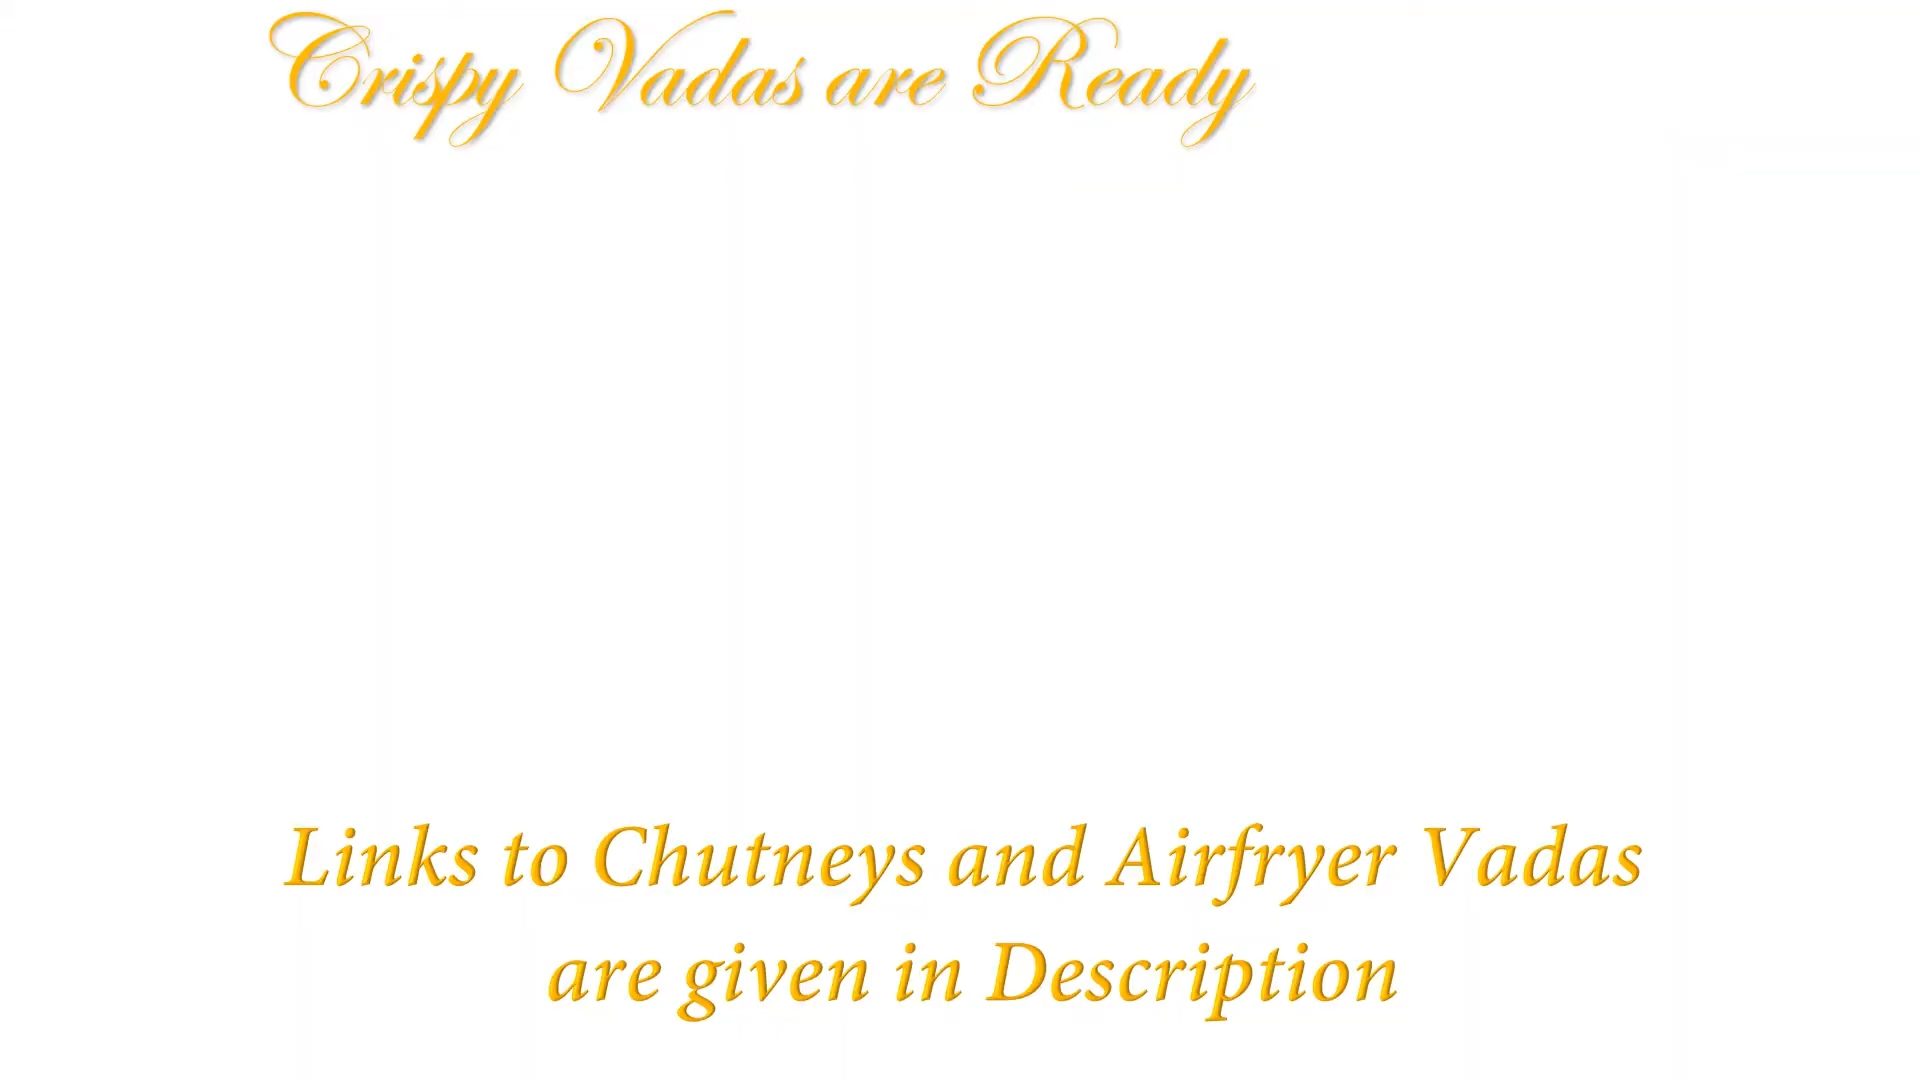 Crispy Vadas are Ready
Links to Chutneys and Airfryer Vadas
are given in Description